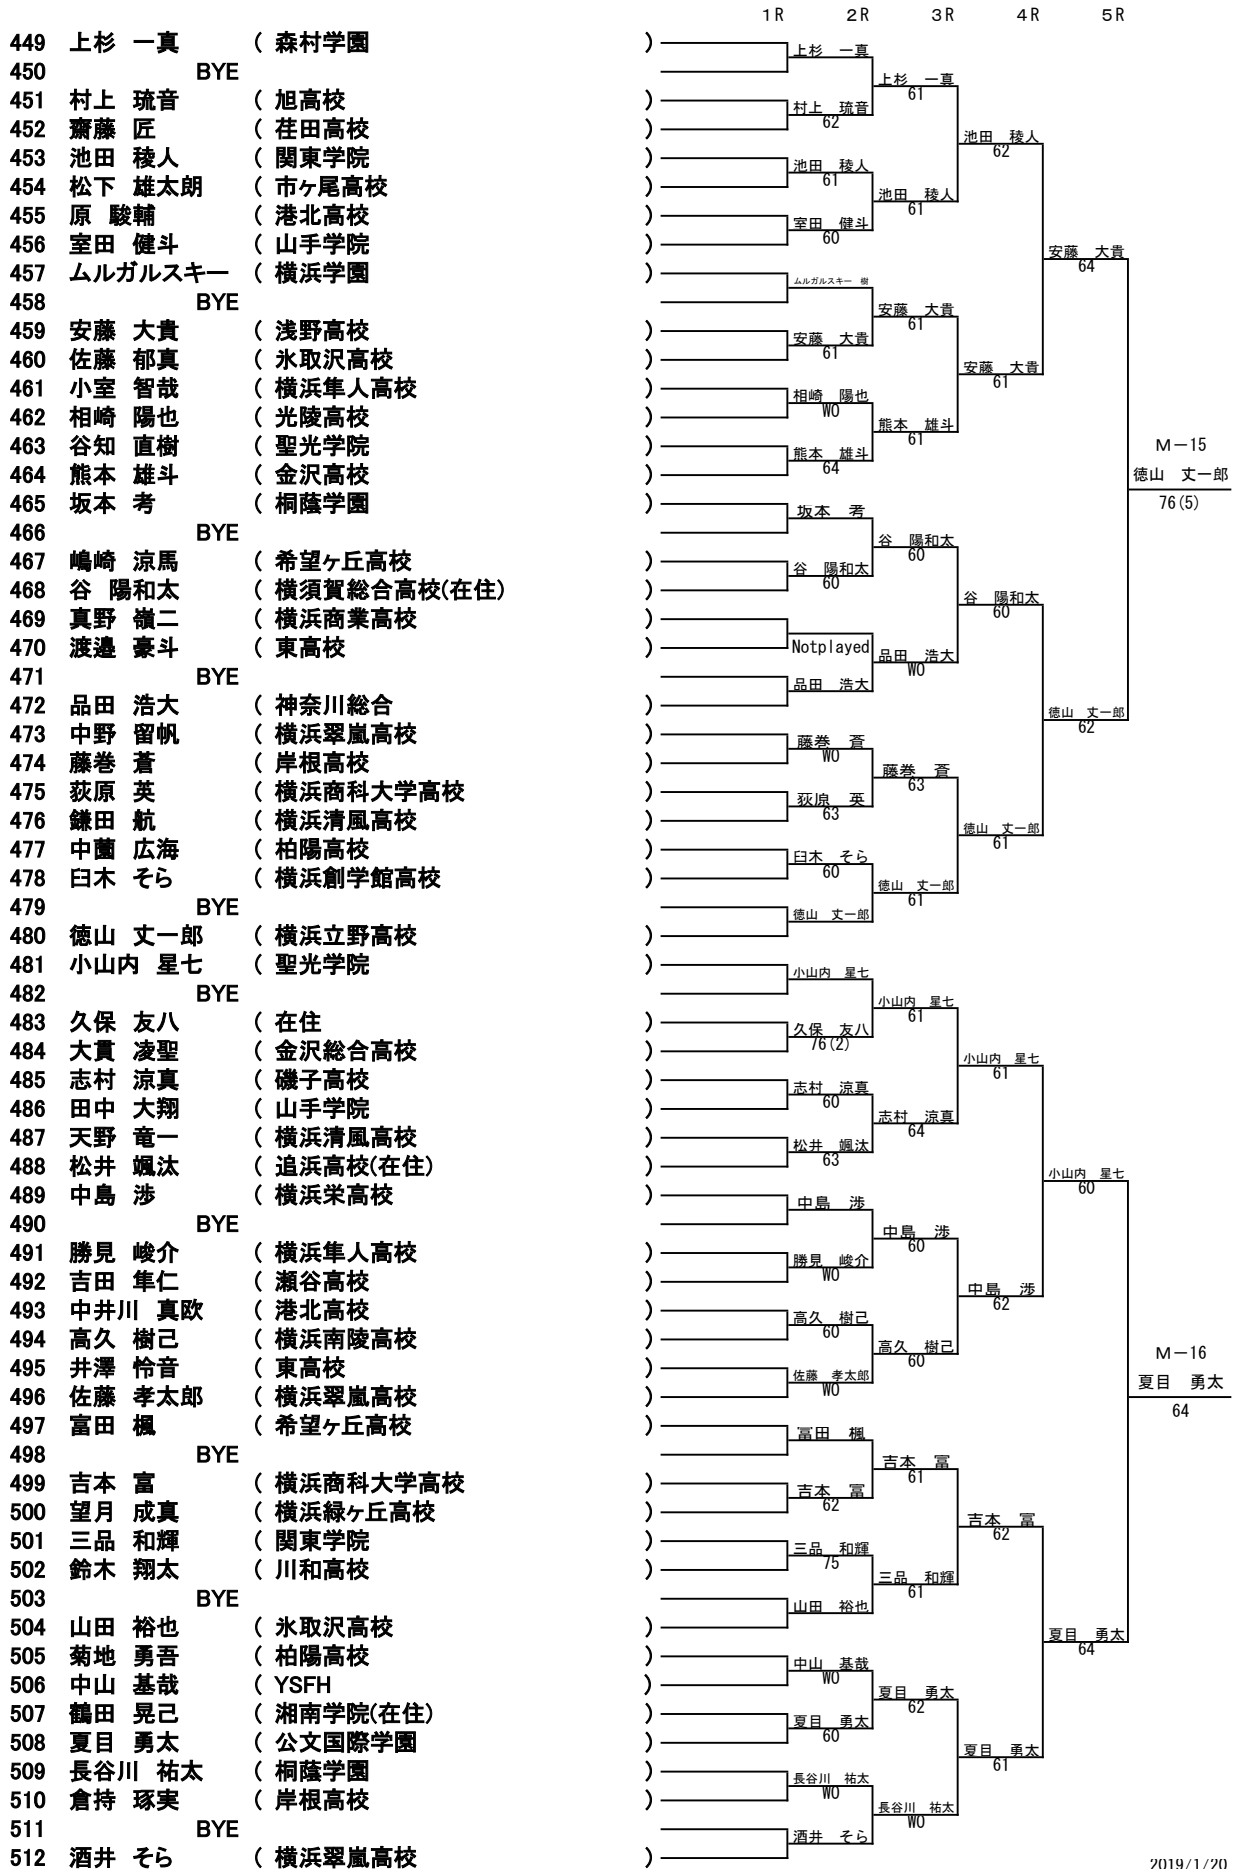 1R 2R 3R 4R 5R
449 上杉 一真 ( 森村学園 )
450 BYE
451 村上 琉音 ( 旭高校 )
452 齋藤 匠 ( 荏田高校 )
453 池田 稜人 ( 関東学院 )
454 松下 雄太朗 ( 市ヶ尾高校 )
455 原 駿輔 ( 港北高校 )
456 室田 健斗 ( 山手学院 )
457 ムルガルスキー ( 横浜学園 )
458 BYE
459 安藤 大貴 ( 浅野高校 )
460 佐藤 郁真 ( 氷取沢高校 )
461 小室 智哉 ( 横浜隼人高校 )
462 相崎 陽也 ( 光陵高校 )
463 谷知 直樹 ( 聖光学院 )
464 熊本 雄斗 ( 金沢高校 )
465 坂本 考 ( 桐蔭学園 )
466 BYE
467 嶋崎 涼馬 ( 希望ヶ丘高校 )
468 谷 陽和太 ( 横須賀総合高校(在住) )
469 真野 嶺二 ( 横浜商業高校 )
470 渡邉 豪斗 ( 東高校 )
471 BYE
472 品田 浩大 ( 神奈川総合 )
473 中野 留帆 ( 横浜翠嵐高校 )
474 藤巻 蒼 ( 岸根高校 )
475 荻原 英 ( 横浜商科大学高校 )
476 鎌田 航 ( 横浜清風高校 )
477 中薗 広海 ( 柏陽高校 )
478 臼木 そら ( 横浜創学館高校 )
479 BYE
480 徳山 丈一郎 ( 横浜立野高校 )
481 小山内 星七 ( 聖光学院 )
482 BYE
483 久保 友八 ( 在住 )
484 大貫 凌聖 ( 金沢総合高校 )
485 志村 涼真 ( 磯子高校 )
486 田中 大翔 ( 山手学院 )
487 天野 竜一 ( 横浜清風高校 )
488 松井 颯汰 ( 追浜高校(在住) )
489 中島 渉 ( 横浜栄高校 )
490 BYE
491 勝見 峻介 ( 横浜隼人高校 )
492 吉田 隼仁 ( 瀬谷高校 )
493 中井川 真欧 ( 港北高校 )
494 高久 樹己 ( 横浜南陵高校 )
495 井澤 怜音 ( 東高校 )
496 佐藤 孝太郎 ( 横浜翠嵐高校 )
497 富田 楓 ( 希望ヶ丘高校 )
498 BYE
499 吉本 富 ( 横浜商科大学高校 )
500 望月 成真 ( 横浜緑ヶ丘高校 )
501 三品 和輝 ( 関東学院 )
502 鈴木 翔太 ( 川和高校 )
503 BYE
504 山田 裕也 ( 氷取沢高校 )
505 菊地 勇吾 ( 柏陽高校 )
506 中山 基哉 ( YSFH )
507 鶴田 晃己 ( 湘南学院(在住) )
508 夏目 勇太 ( 公文国際学園 )
509 長谷川 祐太 ( 桐蔭学園 )
510 倉持 琢実 ( 岸根高校 )
511 BYE
512 酒井 そら ( 横浜翠嵐高校 )
上杉 一真
村上 琉音
62
池田 稜人
61
室田 健斗
60
ムルガルスキー 樹
安藤 大貴
61
相崎 陽也
WO
熊本 雄斗
64
坂本 考
谷 陽和太
60
Notplayed
品田 浩大
藤巻 蒼
WO
荻原 英
63
臼木 そら
60
徳山 丈一郎
小山内 星七
久保 友八
76(2)
志村 涼真
60
松井 颯汰
63
中島 渉
勝見 峻介
WO
高久 樹己
60
佐藤 孝太郎
WO
富田 楓
吉本 富
62
三品 和輝
75
山田 裕也
中山 基哉
WO
夏目 勇太
60
長谷川 祐太
WO
酒井 そら
上杉 一真
61
池田 稜人
61
安藤 大貴
61
熊本 雄斗
61
谷 陽和太
60
品田 浩大
WO
藤巻 蒼
63
徳山 丈一郎
61
小山内 星七
61
志村 涼真
64
中島 渉
60
高久 樹己
60
吉本 富
61
三品 和輝
61
夏目 勇太
62
長谷川 祐太
WO
池田 稜人
62
安藤 大貴
61
谷 陽和太
60
徳山 丈一郎
61
小山内 星七
61
中島 渉
62
吉本 富
62
夏目 勇太
61
安藤 大貴
64
徳山 丈一郎
62
小山内 星七
60
夏目 勇太
64
M－15
徳山 丈一郎
76(5)
M－16
夏目 勇太
64
2019/1/20